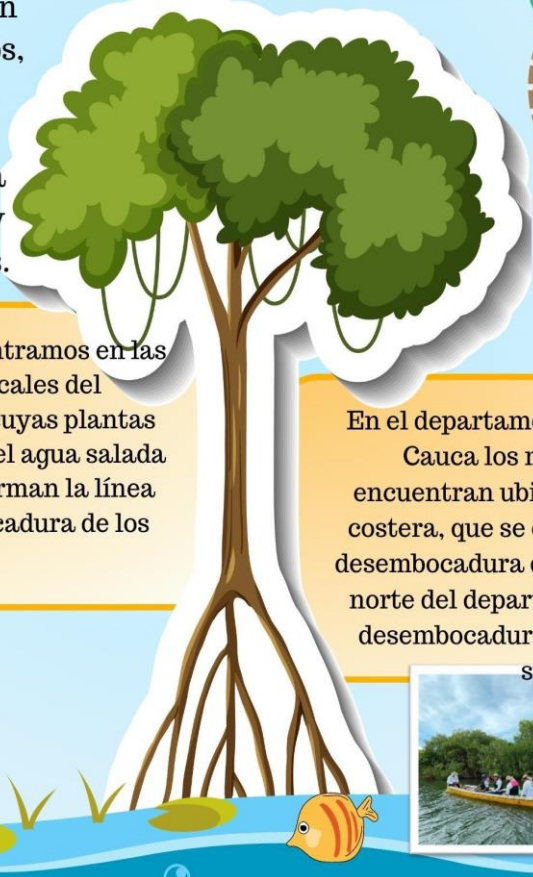 ntramos en las
cales del
uyas plantas
el agua salada
rman la línea
cadura de los
En el departam
Cauca los
encuentran ubi
costera, que se
desembocadura
norte del depar
desembocadur
s